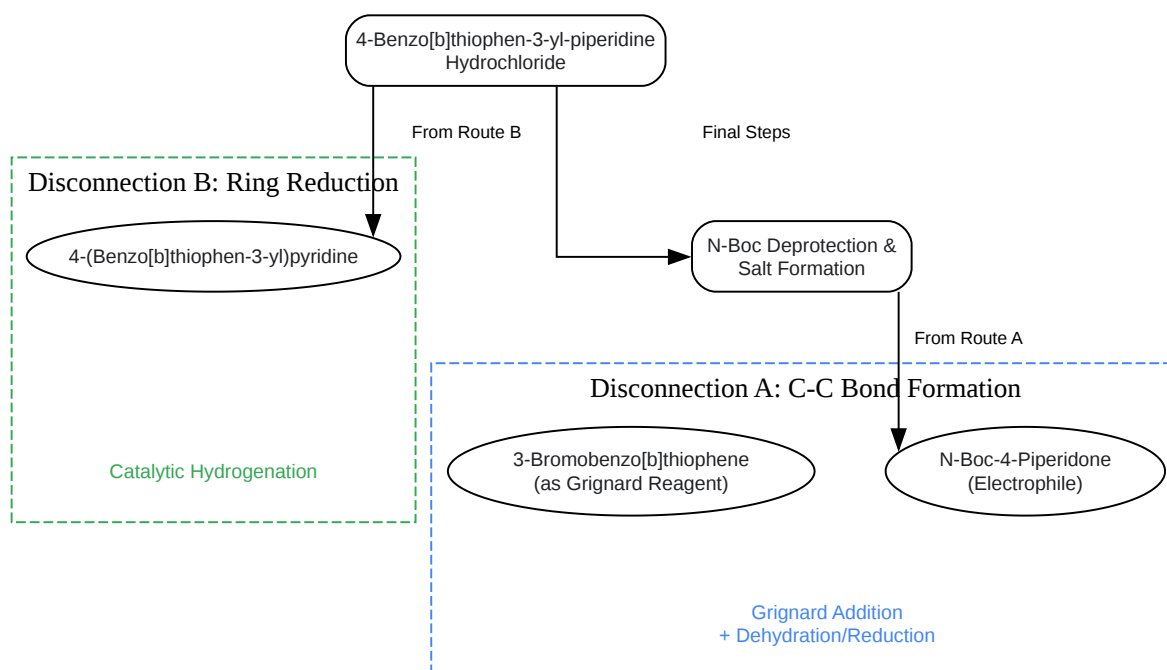 4-Benzo[b]thiophen-3-yl-piperidine
Hydrochloride
From Route B
Final Steps
Disconnection B: Ring Reduction
4-(Benzo[b]thiophen-3-yl)pyridine
N-Boc Deprotection &
Salt Formation
From Route A
Disconnection A: C-C Bond Formation
3-Bromobenzo[b]thiophene
(as Grignard Reagent)
N-Boc-4-Piperidone
(Electrophile)
Catalytic Hydrogenation
Grignard Addition
+ Dehydration/Reduction